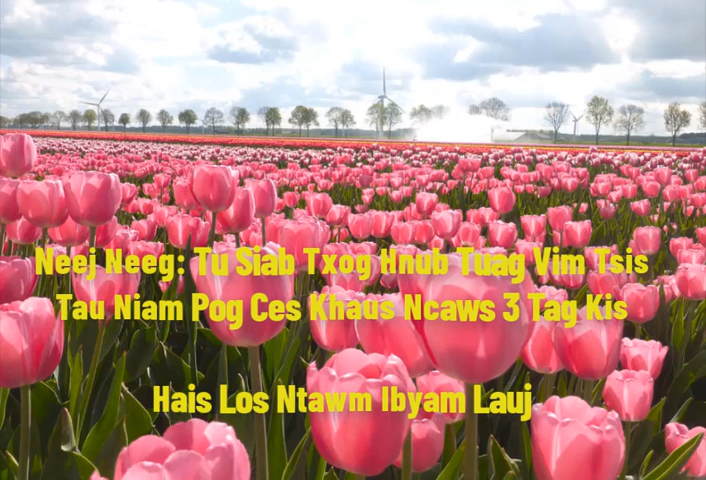 Neej Neeg: Tu Siab Txog Hnub Tuag Vim Tsis
Tau Niam Pog Ces Khaus Ncaws 3 Tag Kis
Hais Los Ntawm Ibyam Lauj